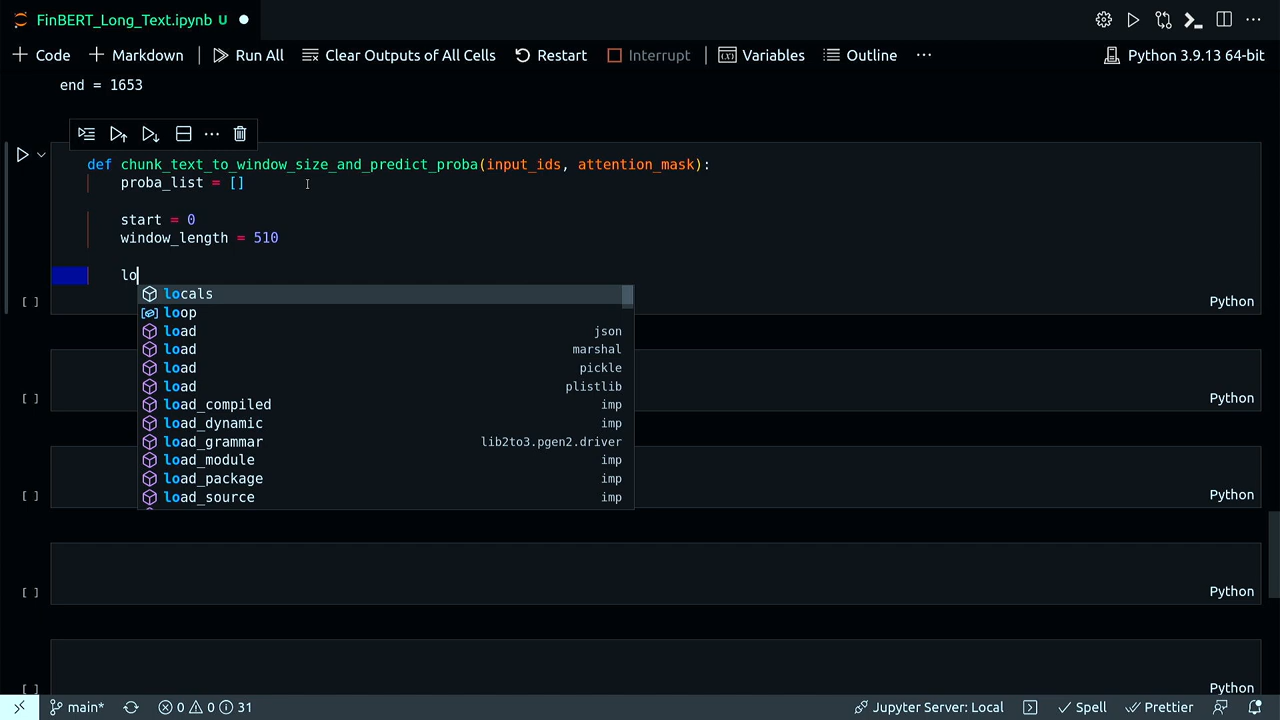 FinBERT_Long_Text.ipynb U
Code Markdown Run All Clear Outputs of All Cells Restart Interrupt Variables Outline ... Python 3.9.13 64-bit
end = 1653
def chunk_text_to_window_size_and_predict_proba(input_ids, attention_mask):
proba_list = []
start = 0
window_length = 510
lo
[ ] Python
locals
loop
load json
load marshal
load pickle
load plistlib
load_compiled imp
load_dynamic imp
load_grammar lib2to3.pgen2.driver
load_module imp
load_package imp
load_source imp
[ ] Python
[ ] Python
[ ] Python
[ ] Python
main* 0 0 31 Jupyter Server: Local Spell Prettier